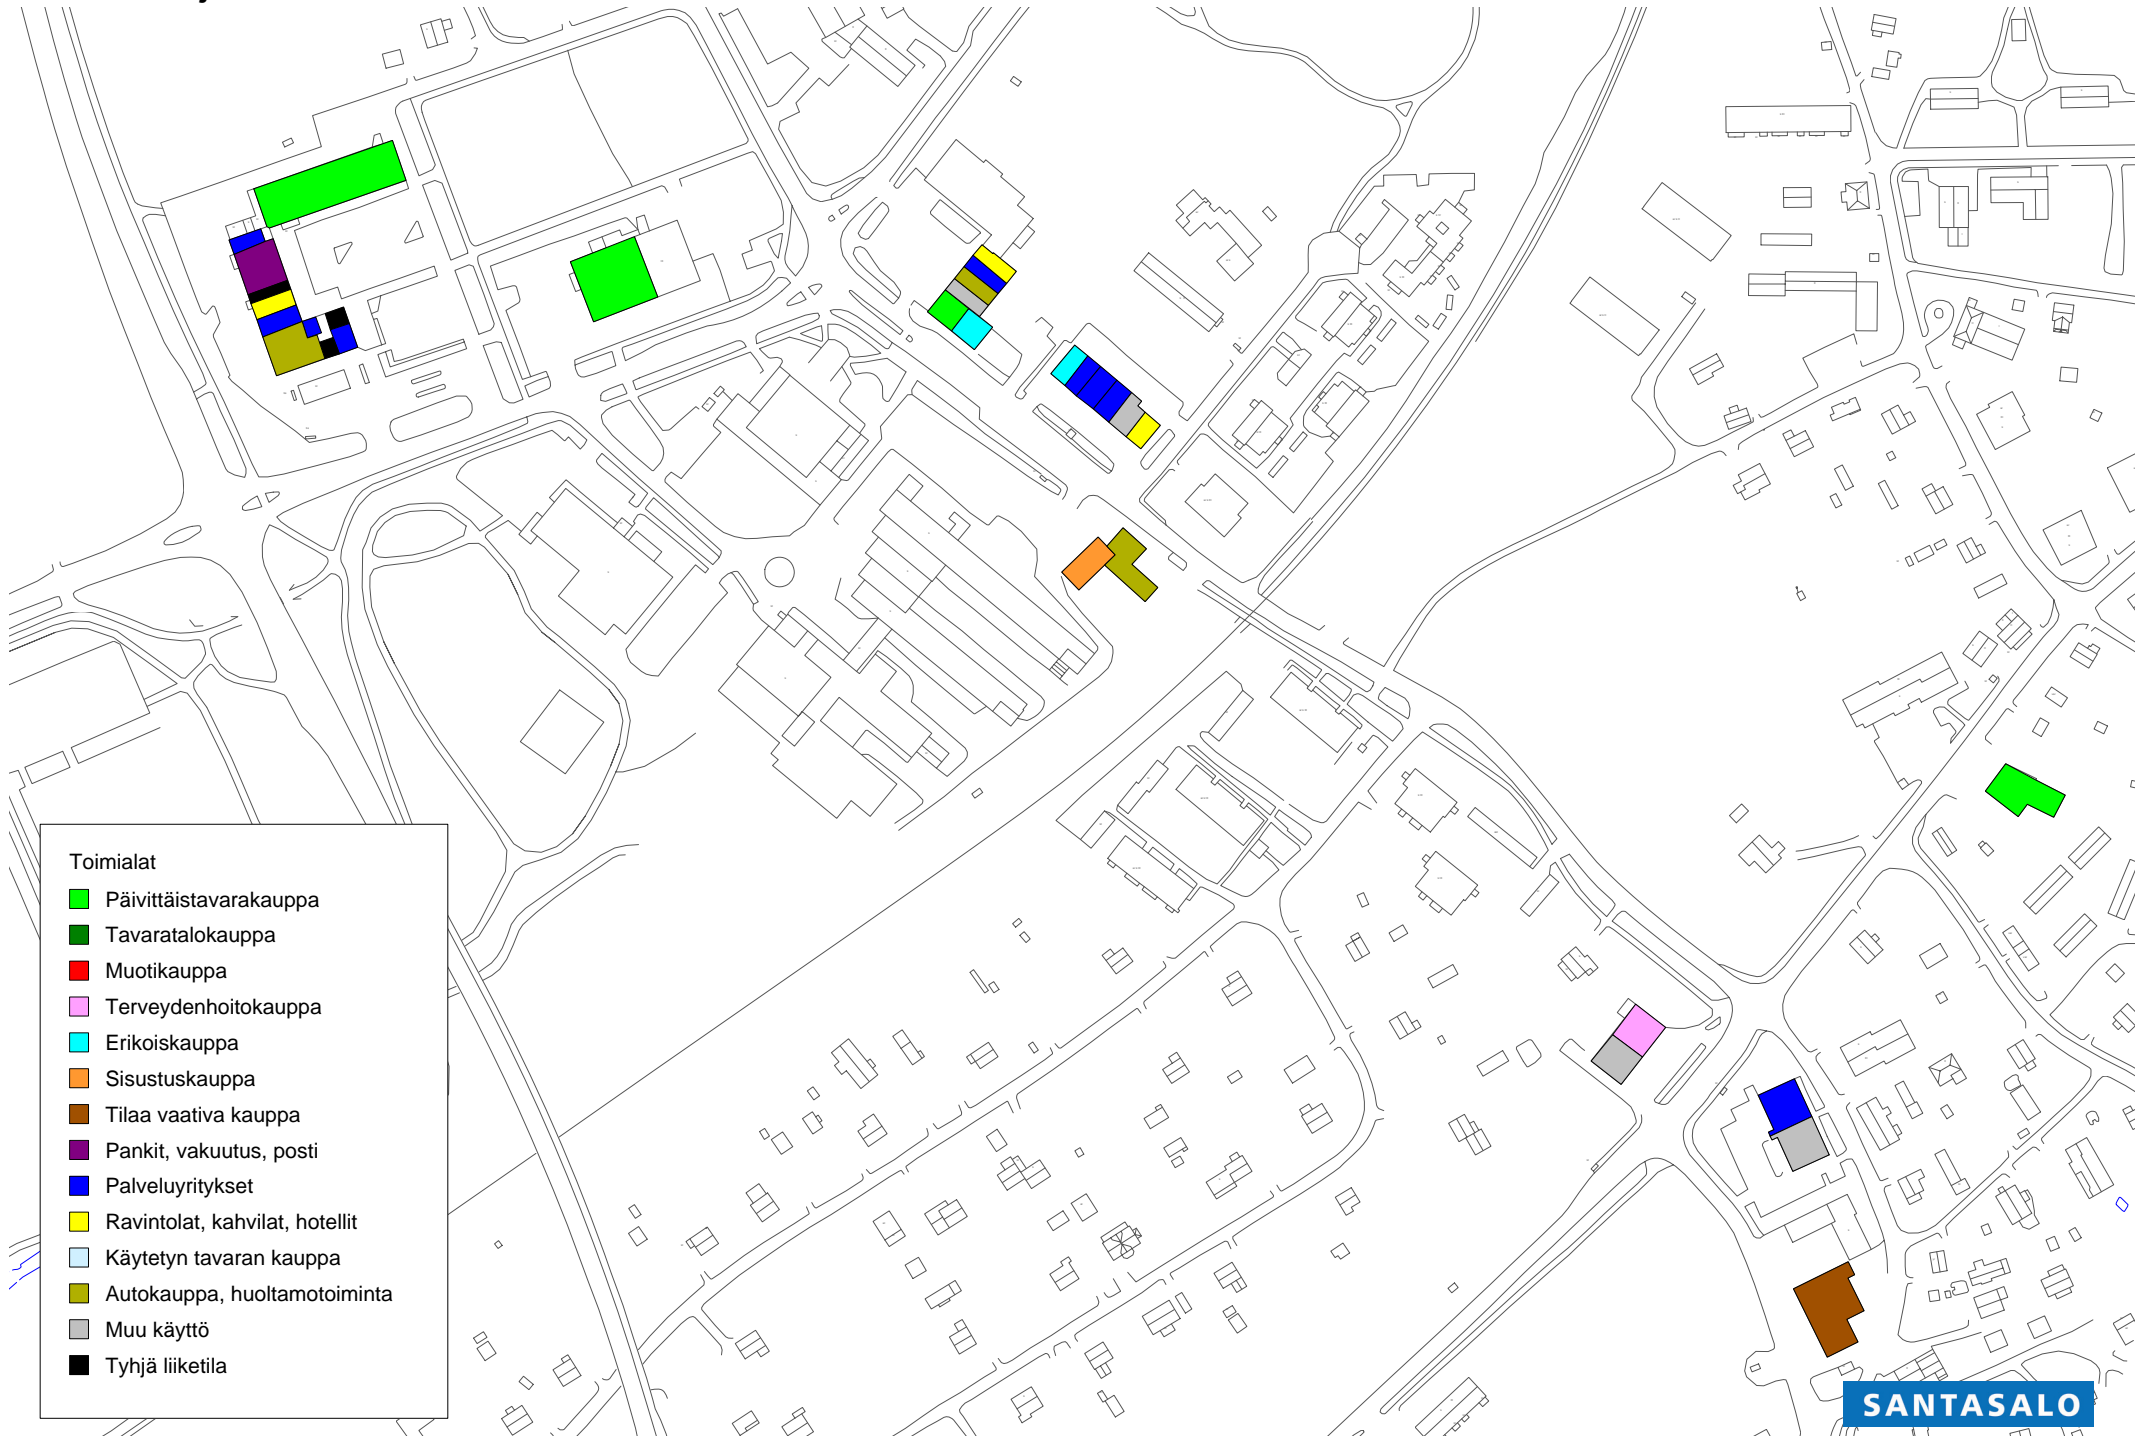 Toimialat
Päivittäistavarakauppa
Tavaratalokauppa
Muotikauppa
Terveydenhoitokauppa
Erikoiskauppa
Sisustuskauppa
Tilaa vaativa kauppa
Pankit, vakuutus, posti
Palveluyritykset
Ravintolat, kahvilat, hotellit
Käytetyn tavaran kauppa
Autokauppa, huoltamotoiminta
Muu käyttö
Tyhjä liiketila
SANTASALO